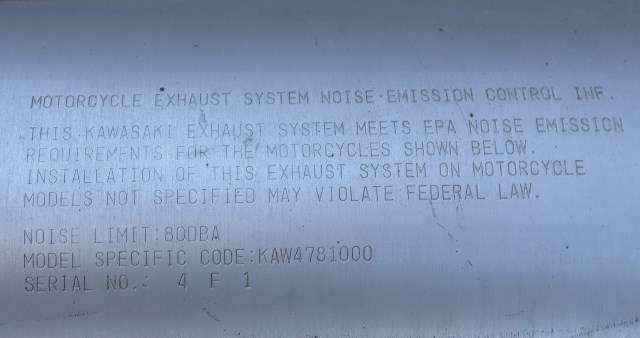 MOTORCYCLE EXHAUST SYSTEM NOISE EMISSION CONTROL INF.
THIS KAWASAKI EXHAUST SYSTEM MEETS EPA NOISE EMISSION
REQUIREMENTS FOR THE MOTORCYCLES SHOWN BELOW.
INSTALLATION OF THIS EXHAUST SYSTEM ON MOTORCYCLE
MODELS NOT SPECIFIED MAY VIOLATE FEDERAL LAW.
NOISE LIMIT:80DBA
MODEL SPECIFIC CODE:KAW4781000
SERIAL NO.: 4 F 1